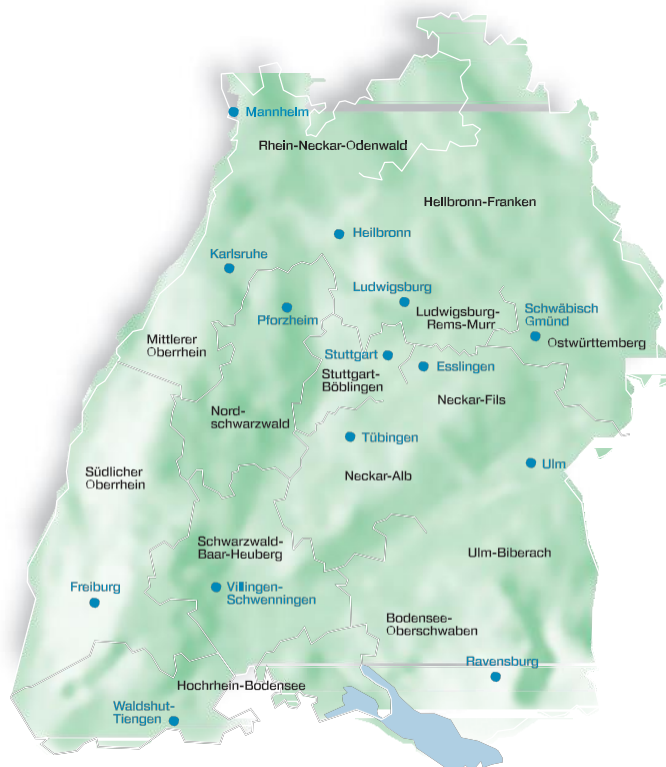 Mannheim
Rhein-Neckar-Odenwald
Heilbronn-Franken
Heilbronn
Karlsruhe
Ludwigsburg
Schwäbisch
Gmünd
Pforzheim
Ludwigsburg-
Rems-Murr
Mittlerer
Oberrhein
Ostwürttemberg
Stuttgart
Esslingen
Stuttgart-
Böblingen
Neckar-Fils
Nord-
schwarzwald
Tübingen
Südlicher
Oberrhein
Neckar-Alb
Ulm
Schwarzwald-
Baar-Heuberg
Ulm-Biberach
Freiburg
Villingen-
Schwenningen
Bodensee-
Oberschwaben
Ravensburg
Hochrhein-Bodensee
Waldshut-
Tiengen